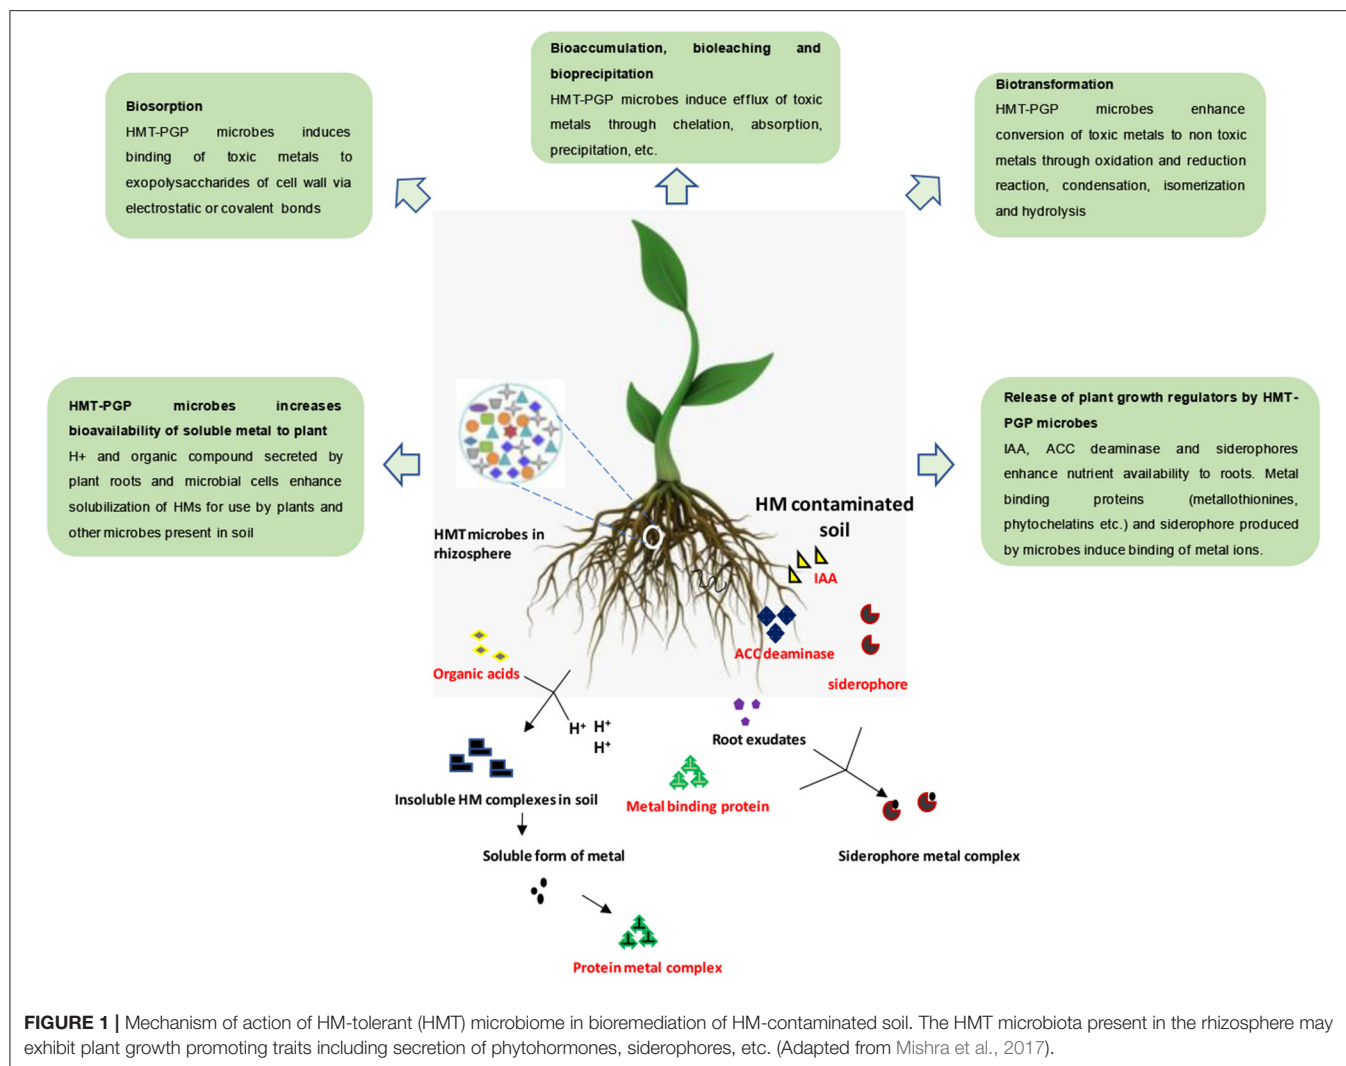 Bioaccumulation, bioleaching and
bioprecipitation
HMT-PGP microbes induce efflux of toxic
metals through chelation, absorption,
precipitation, etc.
Biosorption
HMT-PGP microbes induces
binding of toxic metals to
exopolysaccharides of cell wall via
electrostatic or covalent bonds
Biotransformation
HMT-PGP microbes enhance
conversion of toxic metals to non toxic
metals through oxidation and reduction
reaction, condensation, isomerization
and hydrolysis
HMT-PGP microbes increases
bioavailability of soluble metal to plant
H+ and organic compound secreted by
plant roots and microbial cells enhance
solubilization of HMs for use by plants and
other microbes present in soil
Release of plant growth regulators by HMT-
PGP microbes
IAA, ACC deaminase and siderophores
enhance nutrient availability to roots. Metal
binding proteins (metallothionines,
phytochelatins etc.) and siderophore produced
by microbes induce binding of metal ions.
HM contaminated
soil
HMT microbes in
rhizosphere
IAA
ACC deaminase
siderophore
Organic acids
H+
H+
H+
Root exudates
Insoluble HM complexes in soil
Metal binding protein
Soluble form of metal
Siderophore metal complex
Protein metal complex
FIGURE 1 | Mechanism of action of HM-tolerant (HMT) microbiome in bioremediation of HM-contaminated soil. The HMT microbiota present in the rhizosphere may
exhibit plant growth promoting traits including secretion of phytohormones, siderophores, etc. (Adapted from Mishra et al., 2017).